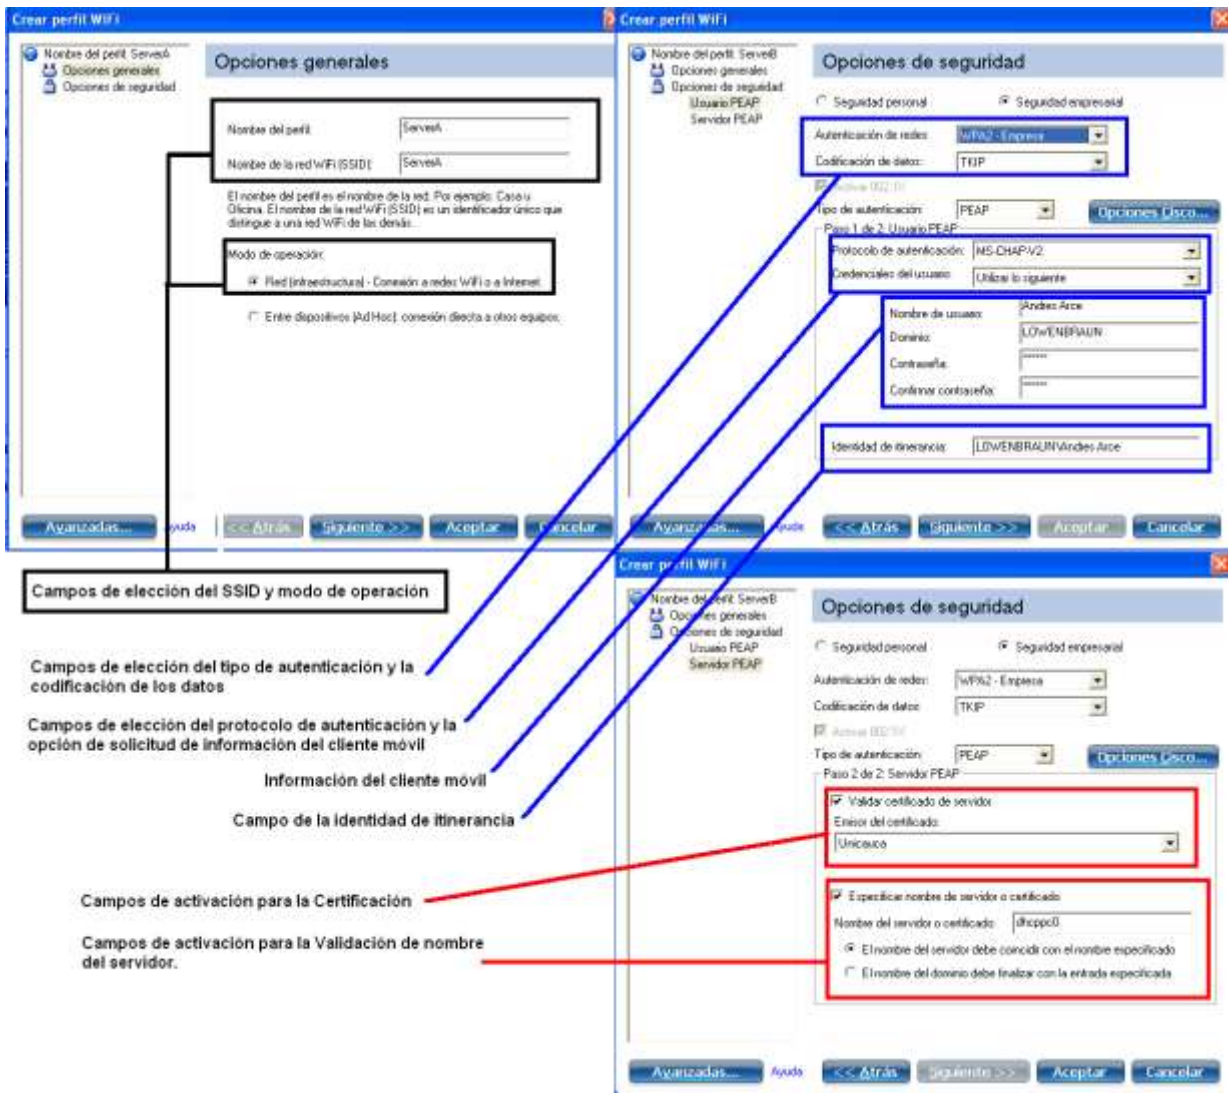 Crear perfil WiFi
Nombre del perfil: ServerA
Opciones generales
Opciones de seguridad
Opciones generales
Nombre del perfil: ServerA
Nombre de la red WiFi (SSID): ServerA
El nombre del perfil es el nombre de la red. Por ejemplo: Casa u
Oficina. El nombre de la red WiFi (SSID) es un identificador único que
distingue a una red WiFi de las demás.
Modo de operación:
Red (infraestructura) - Conexión a redes WiFi o a Internet.
Entre dispositivos (Ad Hoc): conexión directa a otros equipos.
Avanzadas... Ayuda << Atrás Siguiente >> Aceptar Cancelar
Crear perfil WiFi
Nombre del perfil: ServerB
Opciones generales
Opciones de seguridad
Usuario PEAP
Servidor PEAP
Opciones de seguridad
Seguridad personal Seguridad empresarial
Autenticación de redes: WPA2 - Empresa
Codificación de datos: TKIP
Activar 802.1X
Tipo de autenticación: PEAP Opciones Cisco...
Paso 1 de 2: Usuario PEAP
Protocolo de autenticación: MS-CHAP-V2
Credenciales del usuario: Utilizar lo siguiente
Nombre de usuario: Andres Arce
Dominio: LOWENBRAUN
Contraseña: ******
Confirmar contraseña: ******
Identidad de itinerancia: LOWENBRAUN\Andres Arce
Avanzadas... Ayuda << Atrás Siguiente >> Aceptar Cancelar
Campos de elección del SSID y modo de operación
Campos de elección del tipo de autenticación y la
codificación de los datos
Campos de elección del protocolo de autenticación y la
opción de solicitud de información del cliente móvil
Información del cliente móvil
Campo de la identidad de itinerancia
Campos de activación para la Certificación
Campos de activación para la Validación de nombre
del servidor.
Crear perfil WiFi
Nombre del perfil: ServerB
Opciones generales
Opciones de seguridad
Usuario PEAP
Servidor PEAP
Opciones de seguridad
Seguridad personal Seguridad empresarial
Autenticación de redes: WPA2 - Empresa
Codificación de datos: TKIP
Activar 802.1X
Tipo de autenticación: PEAP Opciones Cisco...
Paso 2 de 2: Servidor PEAP
Validar certificado de servidor
Emisor del certificado:
Unicauca
Especificar nombre de servidor o certificado
Nombre del servidor o certificado: dhcppc0
El nombre del servidor debe coincidir con el nombre especificado
El nombre del dominio debe finalizar con la entrada especificada
Avanzadas... Ayuda << Atrás Siguiente >> Aceptar Cancelar